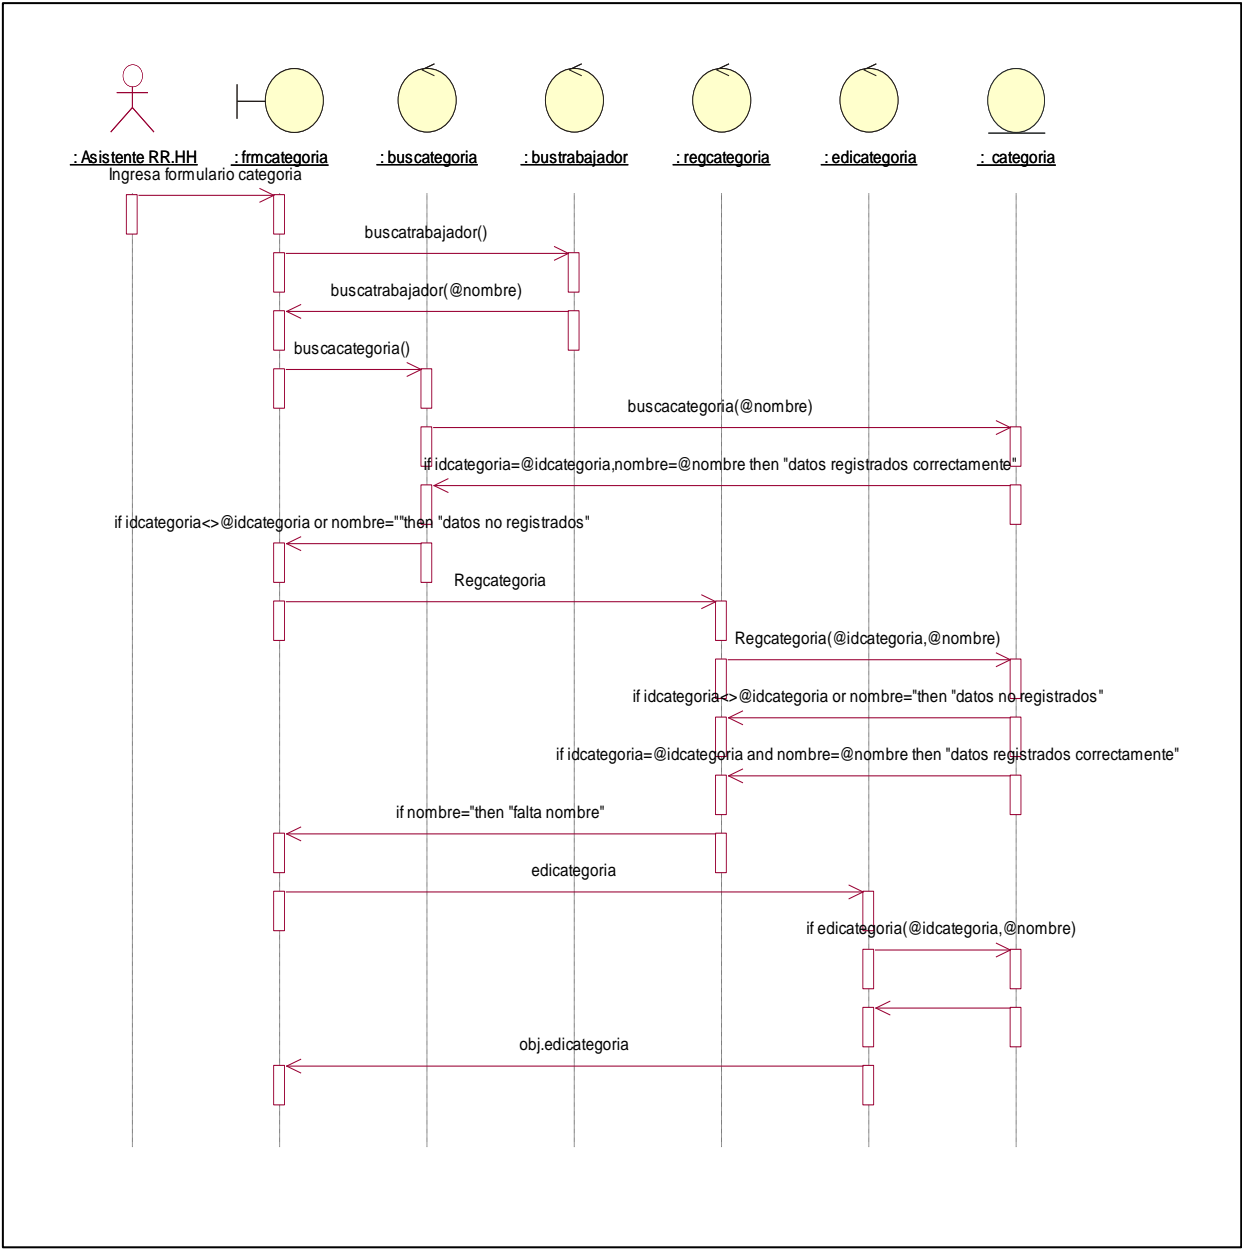 : Asistente RR.HH
: frmcategoria
: buscategoria
: bustrabajador
: regcategoria
: edicategoria
: categoria
Ingresa formulario categoria
buscatrabajador()
buscatrabajador(@nombre)
buscacategoria()
buscacategoria(@nombre)
if idcategoria=@idcategoria,nombre=@nombre then "datos registrados correctamente"
if idcategoria<>@idcategoria or nombre=""then "datos no registrados"
Regcategoria
Regcategoria(@idcategoria,@nombre)
if idcategoria<>@idcategoria or nombre="then "datos no registrados"
if idcategoria=@idcategoria and nombre=@nombre then "datos registrados correctamente"
if nombre="then "falta nombre"
edicategoria
if edicategoria(@idcategoria,@nombre)
obj.edicategoria